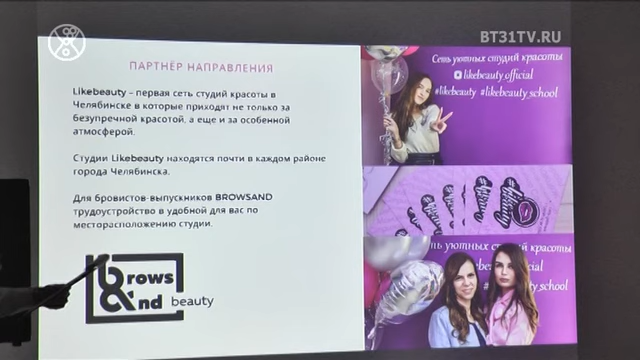 BT31TV.RU
ПАРТНЁР НАПРАВЛЕНИЯ
Likebeauty – первая сеть студий красоты в
Челябинске в которые приходят не только за
безупречной красотой, а еще и за особенной
атмосферой.
Студии Likebeauty находятся почти в каждом районе
города Челябинска.
Для бровистов-выпускников BROWSAND
трудоустройство в удобной для вас по
месторасположению студии.
brows
&nd beauty
Сеть уютных студий красоты
likebeauty_official
#likebeauty #likebeauty_school
Сеть уютных студий красоты